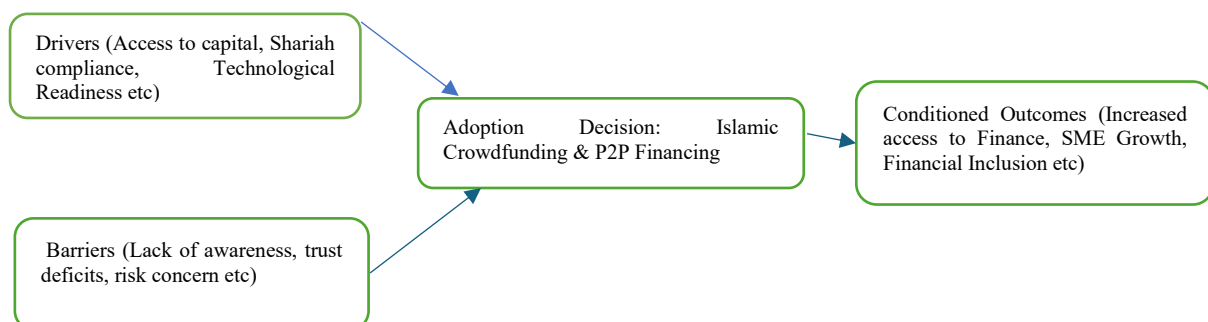 Drivers (Access to capital, Shariah
compliance, Technological
Readiness etc)
Adoption Decision: Islamic
Crowdfunding & P2P Financing
Conditioned Outcomes (Increased
access to Finance, SME Growth,
Financial Inclusion etc)
Barriers (Lack of awareness, trust
deficits, risk concern etc)